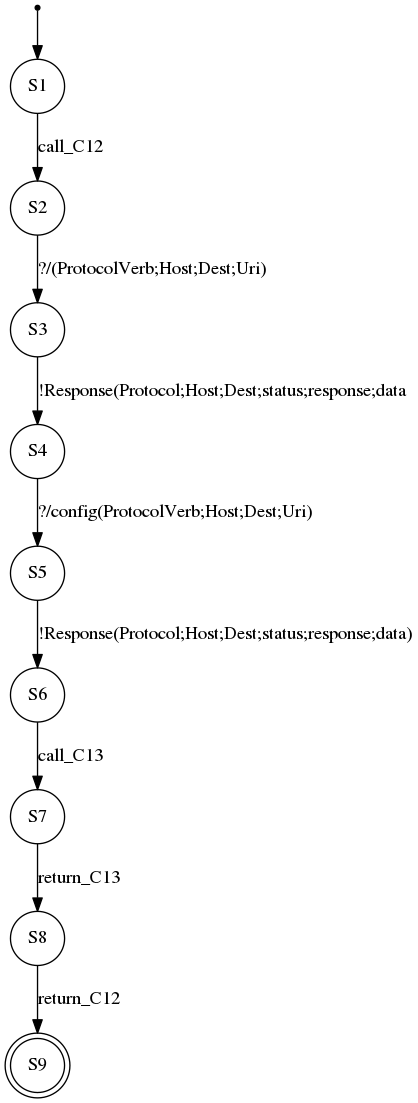 S1
call_C12
S2
?/(ProtocolVerb;Host;Dest;Uri)
S3
!Response(Protocol;Host;Dest;status;response;data
S4
?/config(ProtocolVerb;Host;Dest;Uri)
S5
!Response(Protocol;Host;Dest;status;response;data)
S6
call_C13
S7
return_C13
S8
return_C12
S9